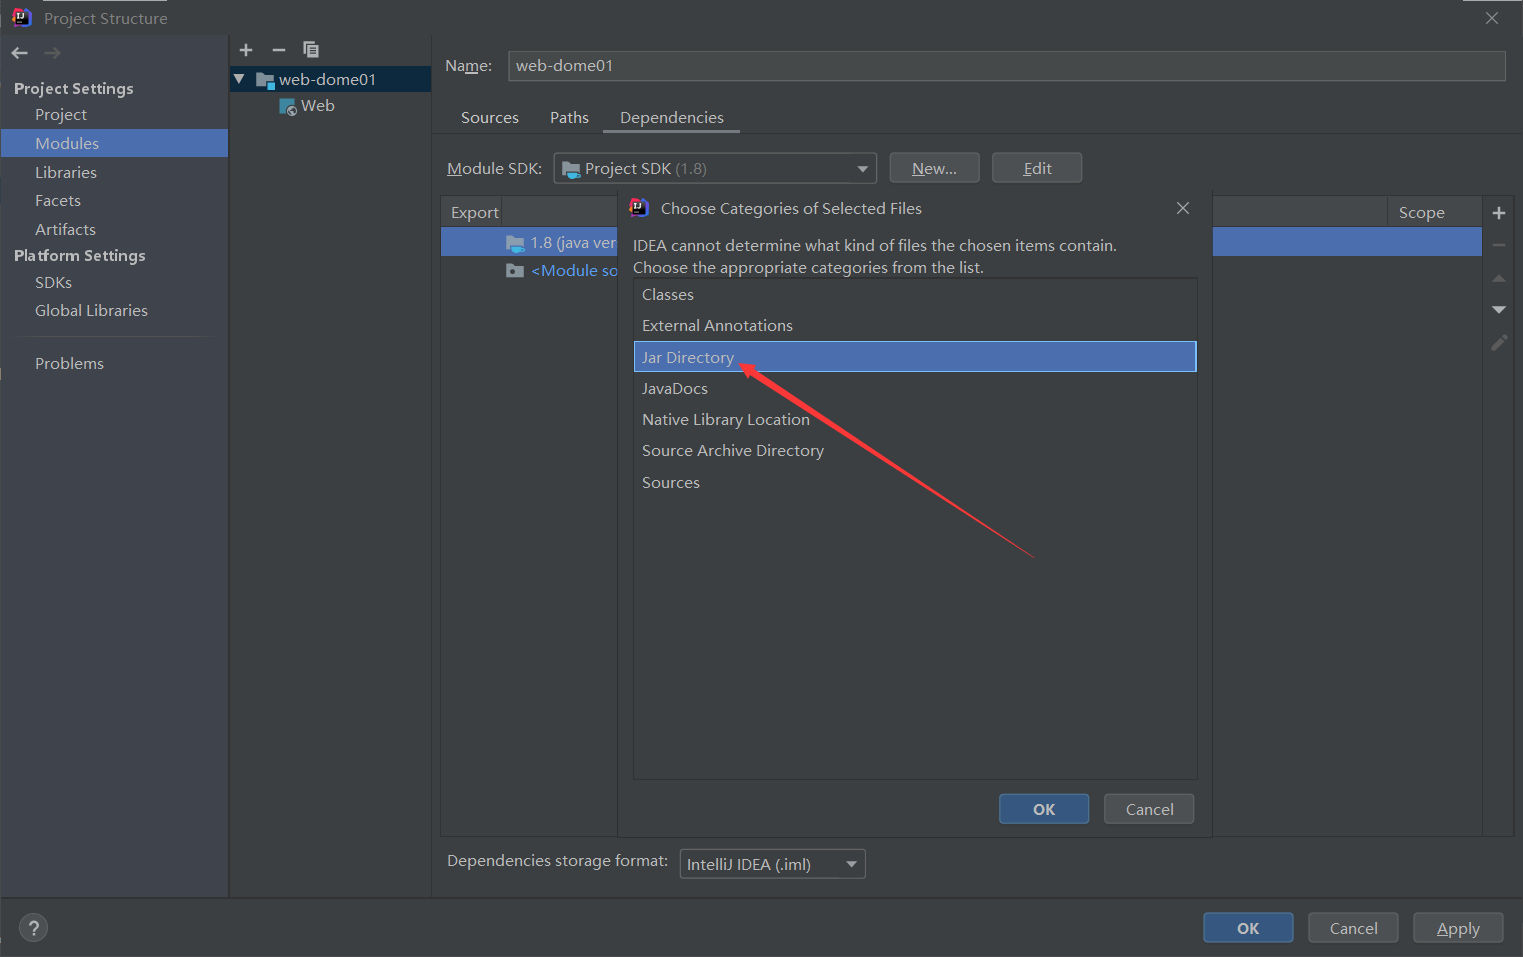 Project Structure
Project Settings
Project
Modules
Libraries
Facets
Artifacts
Platform Settings
SDKs
Global Libraries
Problems
web-dome01
Web
Name: web-dome01
Sources Paths Dependencies
Module SDK: Project SDK (1.8) New... Edit
Export Scope
1.8 (java ver
<Module so
Choose Categories of Selected Files
IDEA cannot determine what kind of files the chosen items contain.
Choose the appropriate categories from the list.
Classes
External Annotations
Jar Directory
JavaDocs
Native Library Location
Source Archive Directory
Sources
OK Cancel
Dependencies storage format: IntelliJ IDEA (.iml)
? OK Cancel Apply